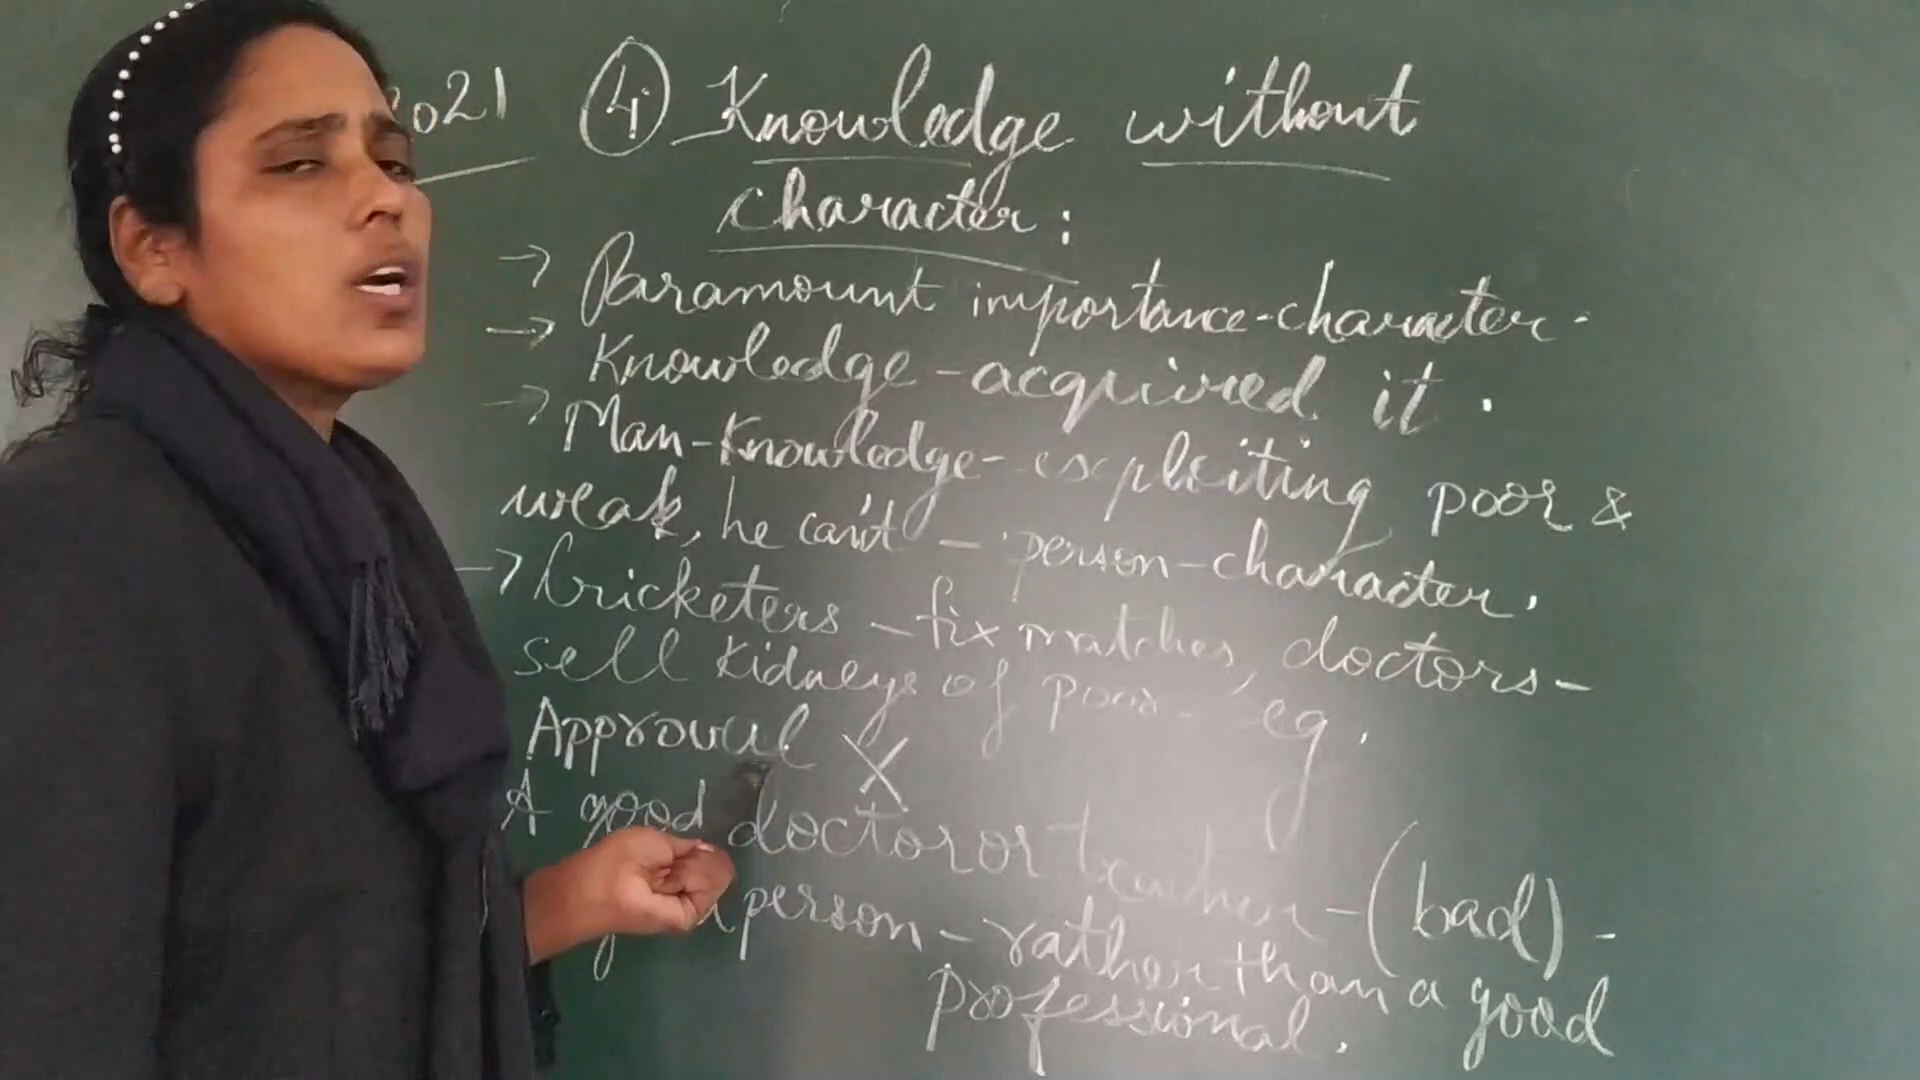 2021 ④ Knowledge without
character:
→ Paramount importance-character.
→ Knowledge - acquired it.
→ Man-Knowledge- exploiting poor &
weak, he can't - person-character.
→ Cricketers - fix matches, doctors-
sell kidneys of poor - eg.
Approval X
A good doctor or teacher - (bad) -
person - rather than a good
professional.